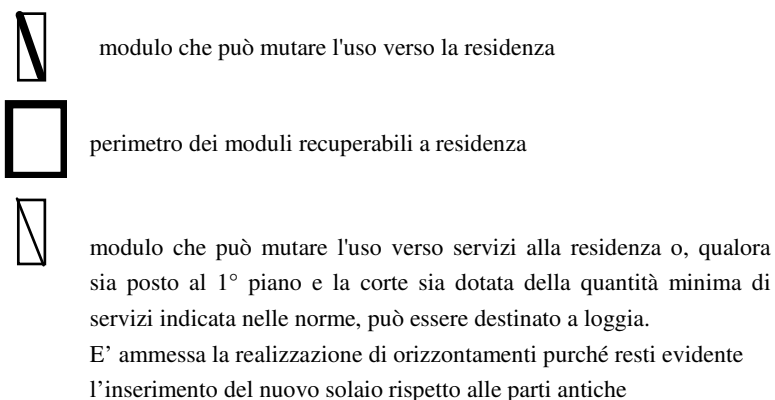 modulo che può mutare l'uso verso la residenza
perimetro dei moduli recuperabili a residenza
modulo che può mutare l'uso verso servizi alla residenza o, qualora
sia posto al 1° piano e la corte sia dotata della quantità minima di
servizi indicata nelle norme, può essere destinato a loggia.
E’ ammessa la realizzazione di orizzontamenti purché resti evidente
l’inserimento del nuovo solaio rispetto alle parti antiche